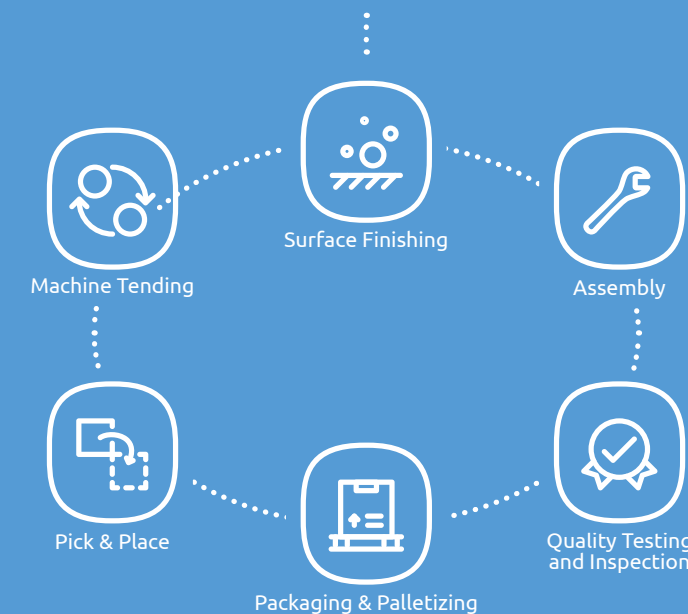 Surface Finishing
Machine Tending
Assembly
Pick & Place
Quality Testing
and Inspection
Packaging & Palletizing